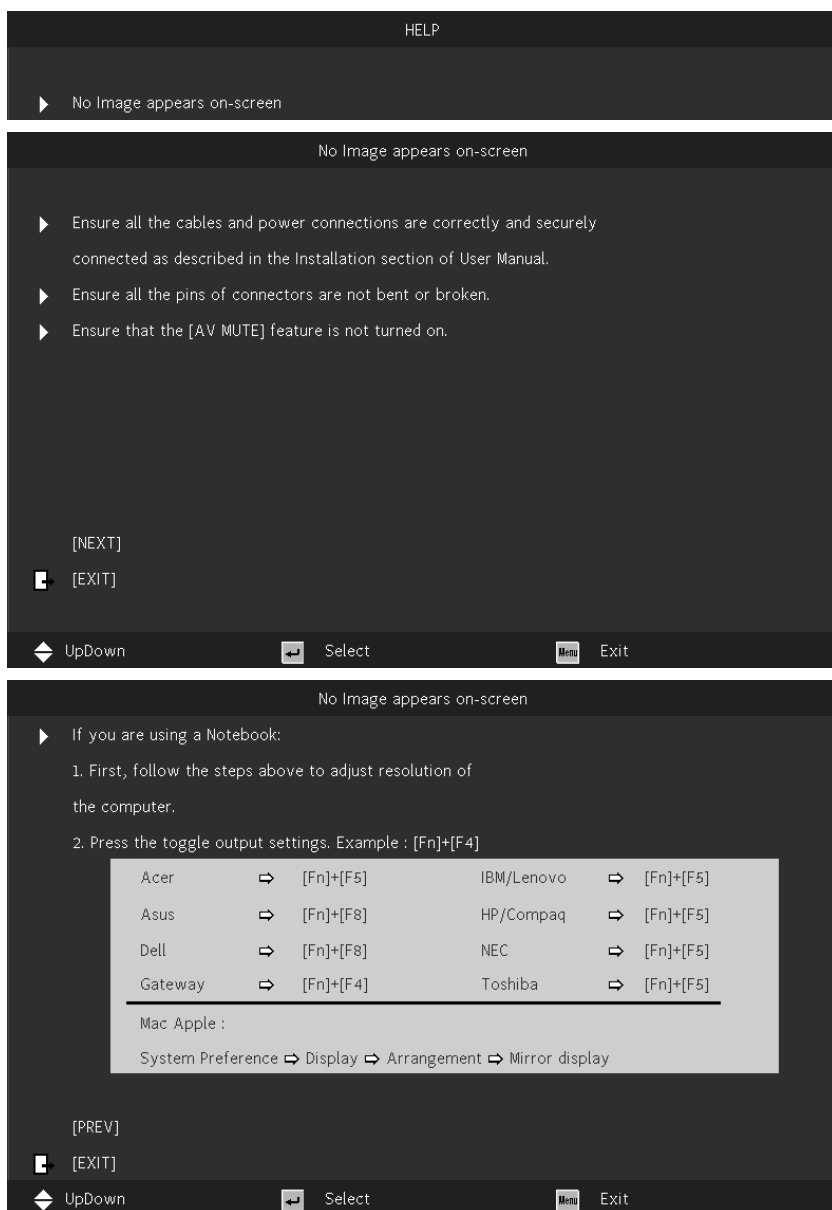 HELP
No Image appears on-screen
No Image appears on-screen
Ensure all the cables and power connections are correctly and securely
connected as described in the Installation section of User Manual.
Ensure all the pins of connectors are not bent or broken.
Ensure that the [AV MUTE] feature is not turned on.
[NEXT]
[EXIT]
UpDown Select Menu Exit
No Image appears on-screen
If you are using a Notebook:
1. First, follow the steps above to adjust resolution of
the computer.
2. Press the toggle output settings. Example : [Fn]+[F4]
Acer ⇨ [Fn]+[F5] IBM/Lenovo ⇨ [Fn]+[F5]
Asus ⇨ [Fn]+[F8] HP/Compaq ⇨ [Fn]+[F5]
Dell ⇨ [Fn]+[F8] NEC ⇨ [Fn]+[F5]
Gateway ⇨ [Fn]+[F4] Toshiba ⇨ [Fn]+[F5]
Mac Apple :
System Preference ⇨ Display ⇨ Arrangement ⇨ Mirror display
[PREV]
[EXIT]
UpDown Select Menu Exit